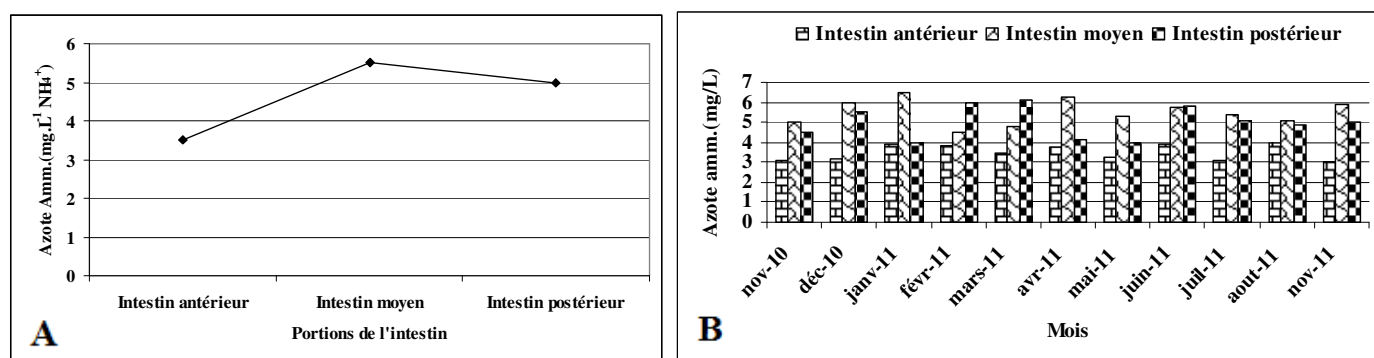 6
5
4
3
2
1
0
Azote Amm.(mg.L⁻¹ NH₄⁺)
Intestin antérieur Intestin moyen Intestin postérieur
Portions de l'intestin
A
Intestin antérieur Intestin moyen Intestin postérieur
7
6
5
4
3
2
1
0
Azote amm.(mg/L)
nov-10 déc-10 janv-11 févr-11 mars-11 avr-11 mai-11 juin-11 juil-11 aout-11 nov-11
Mois
B